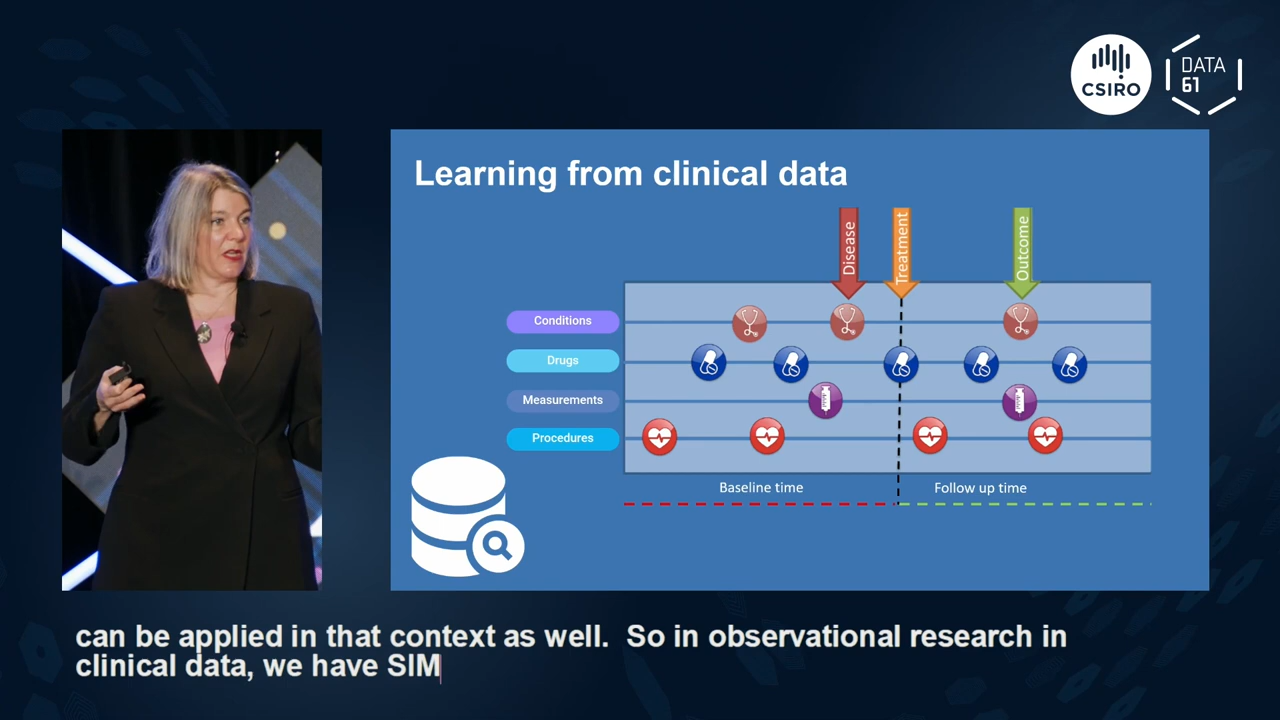 CSIRO
DATA
61
Learning from clinical data
Disease
Treatment
Outcome
Conditions
Drugs
Measurements
Procedures
Baseline time
Follow up time
can be applied in that context as well.  So in observational research in
clinical data, we have SIM